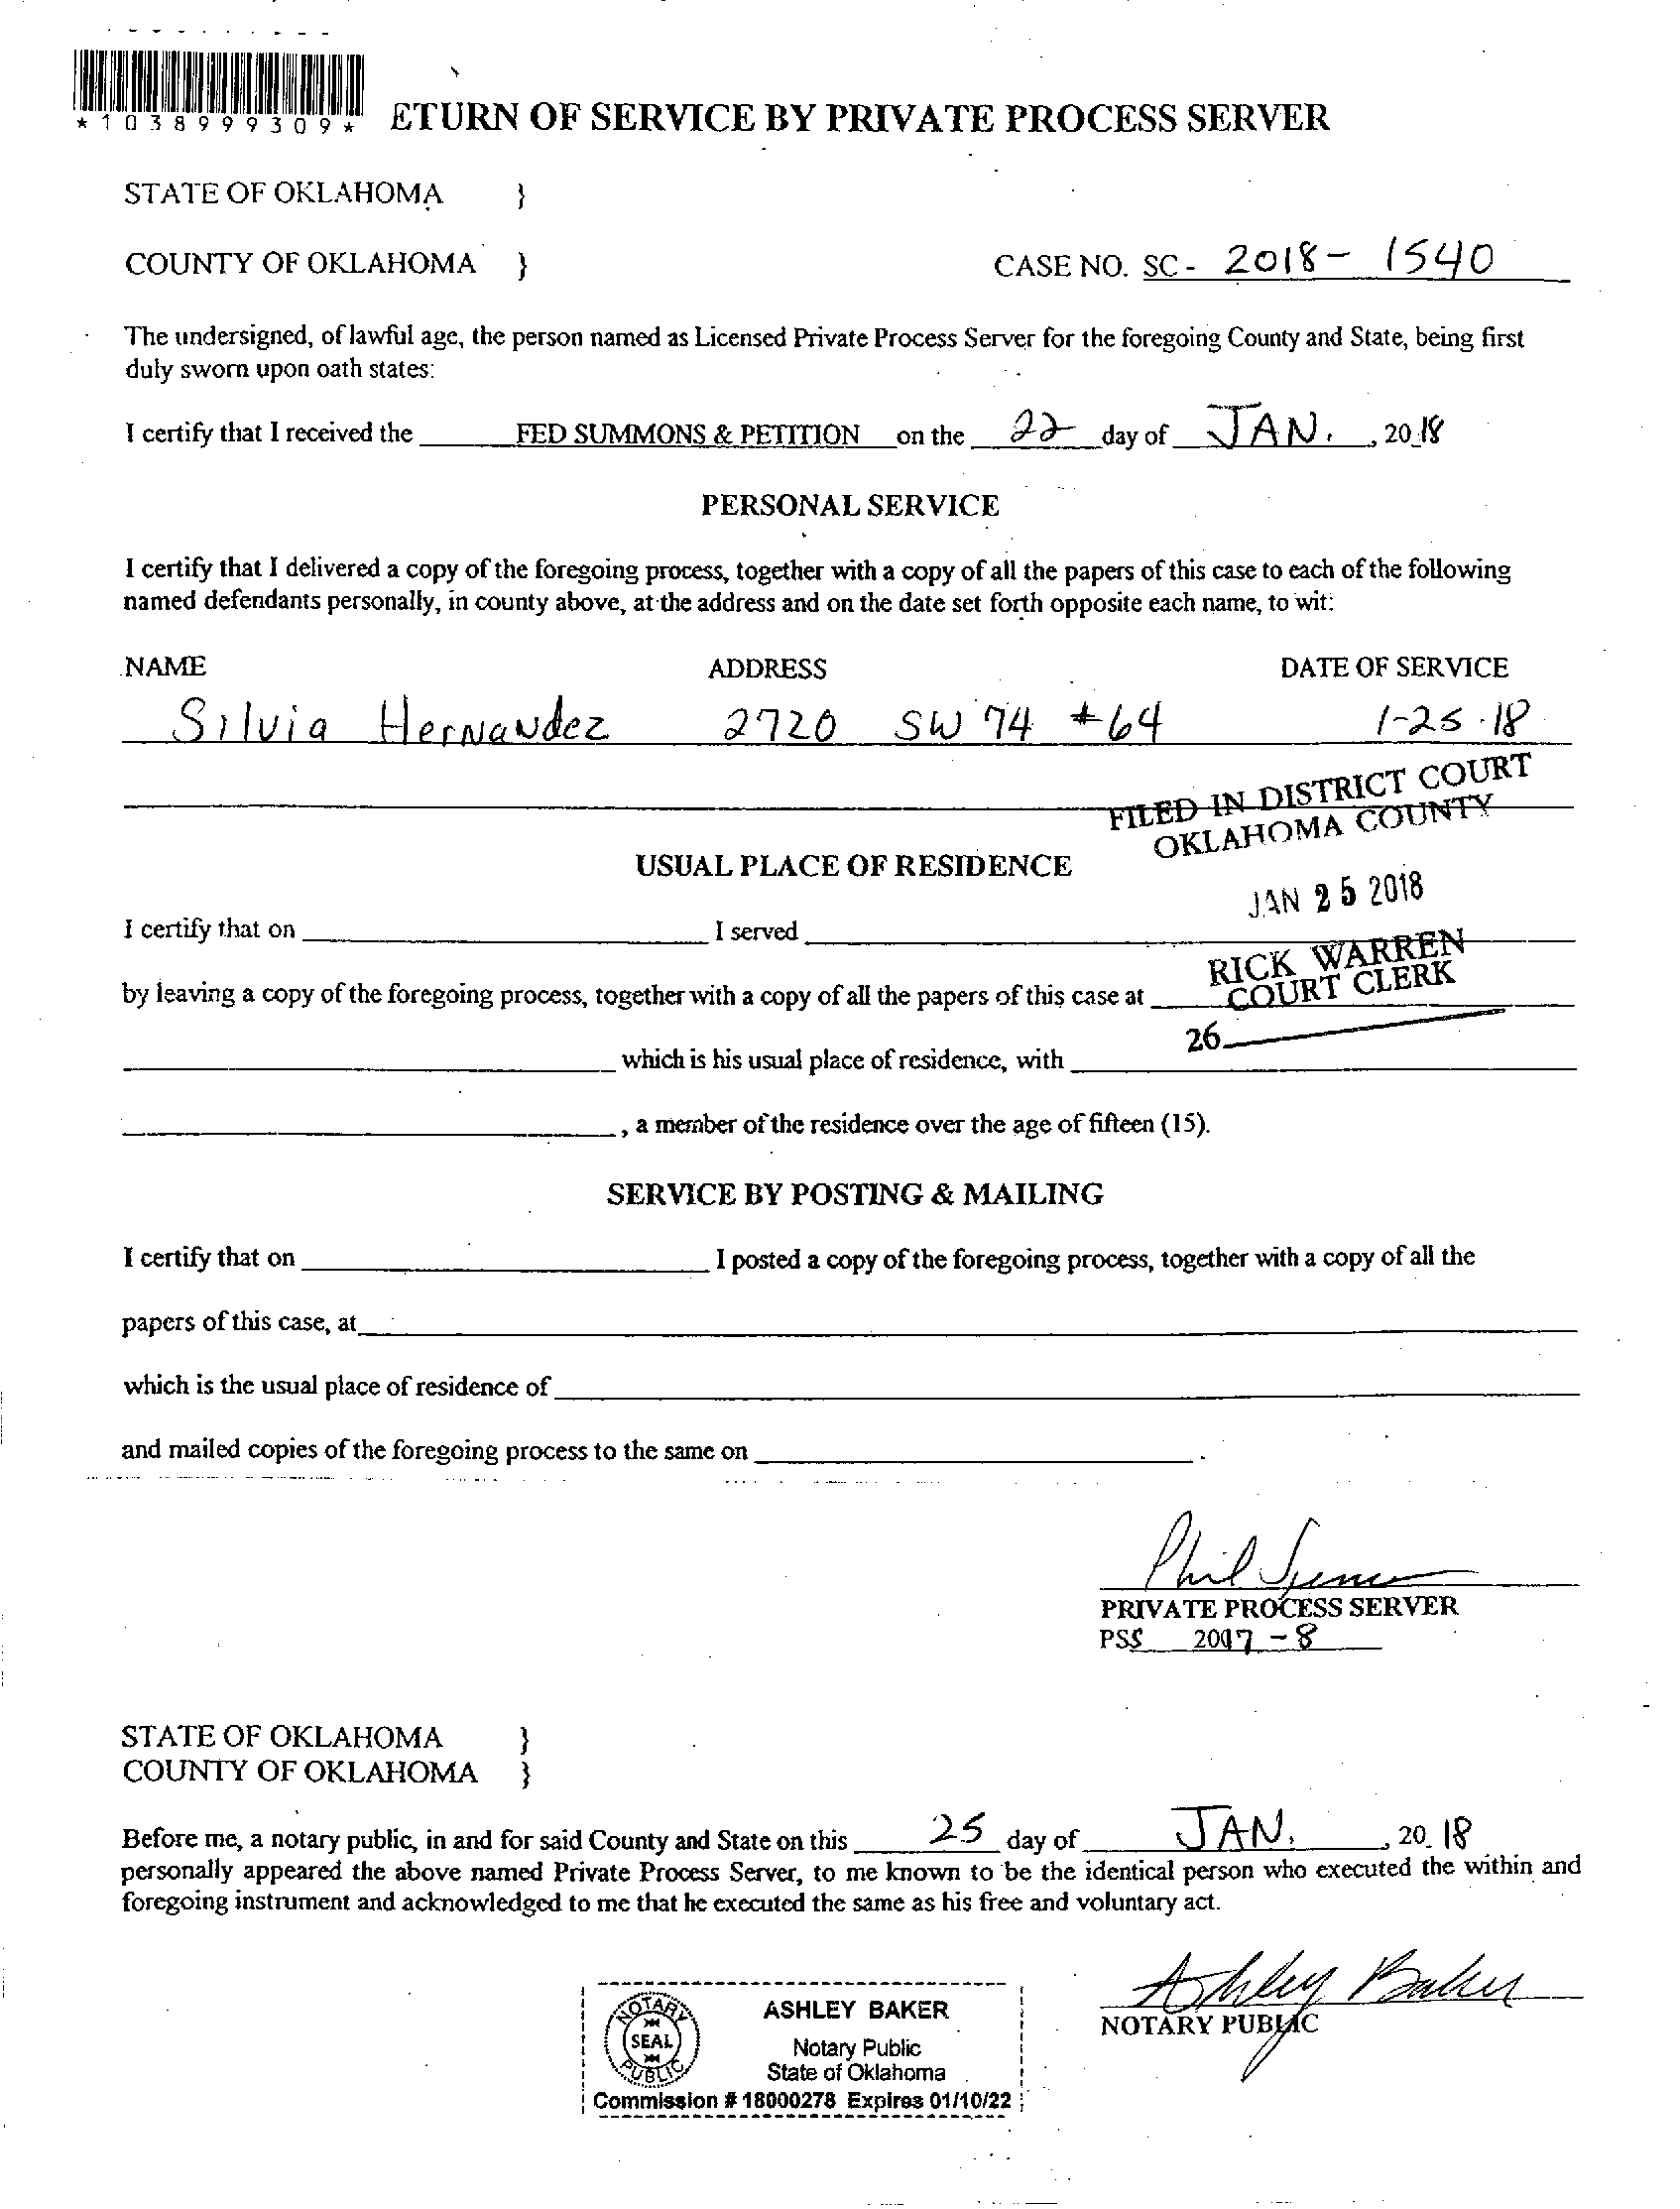 *1038999309*
ETURN OF SERVICE BY PRIVATE PROCESS SERVER
STATE OF OKLAHOMA }
COUNTY OF OKLAHOMA } CASE NO. SC - 2018 - 1540
The undersigned, of lawful age, the person named as Licensed Private Process Server for the foregoing County and State, being first
duly sworn upon oath states:
I certify that I received the FED SUMMONS & PETITION on the 22 day of JAN. , 20 18
PERSONAL SERVICE
I certify that I delivered a copy of the foregoing process, together with a copy of all the papers of this case to each of the following
named defendants personally, in county above, at the address and on the date set forth opposite each name, to wit:
NAME ADDRESS DATE OF SERVICE
Silvia Hernandez 2720 SW 74 #64 1-25-18
FILED IN DISTRICT COURT
OKLAHOMA COUNTY
USUAL PLACE OF RESIDENCE
JAN 25 2018
I certify that on I served
RICK WARREN
by leaving a copy of the foregoing process, together with a copy of all the papers of this case at
COURT CLERK
26
which is his usual place of residence, with
, a member of the residence over the age of fifteen (15).
SERVICE BY POSTING & MAILING
I certify that on I posted a copy of the foregoing process, together with a copy of all the
papers of this case, at
which is the usual place of residence of
and mailed copies of the foregoing process to the same on .
Phil
PRIVATE PROCESS SERVER
PSS 2017 - 8
STATE OF OKLAHOMA }
COUNTY OF OKLAHOMA }
Before me, a notary public, in and for said County and State on this 25 day of JAN. , 20 18
personally appeared the above named Private Process Server, to me known to be the identical person who executed the within and
foregoing instrument and acknowledged to me that he executed the same as his free and voluntary act.
Ashley Baker
NOTARY PUBLIC
NOTARY
SEAL
PUBLIC
ASHLEY BAKER
Notary Public
State of Oklahoma
Commission # 18000278 Expires 01/10/22